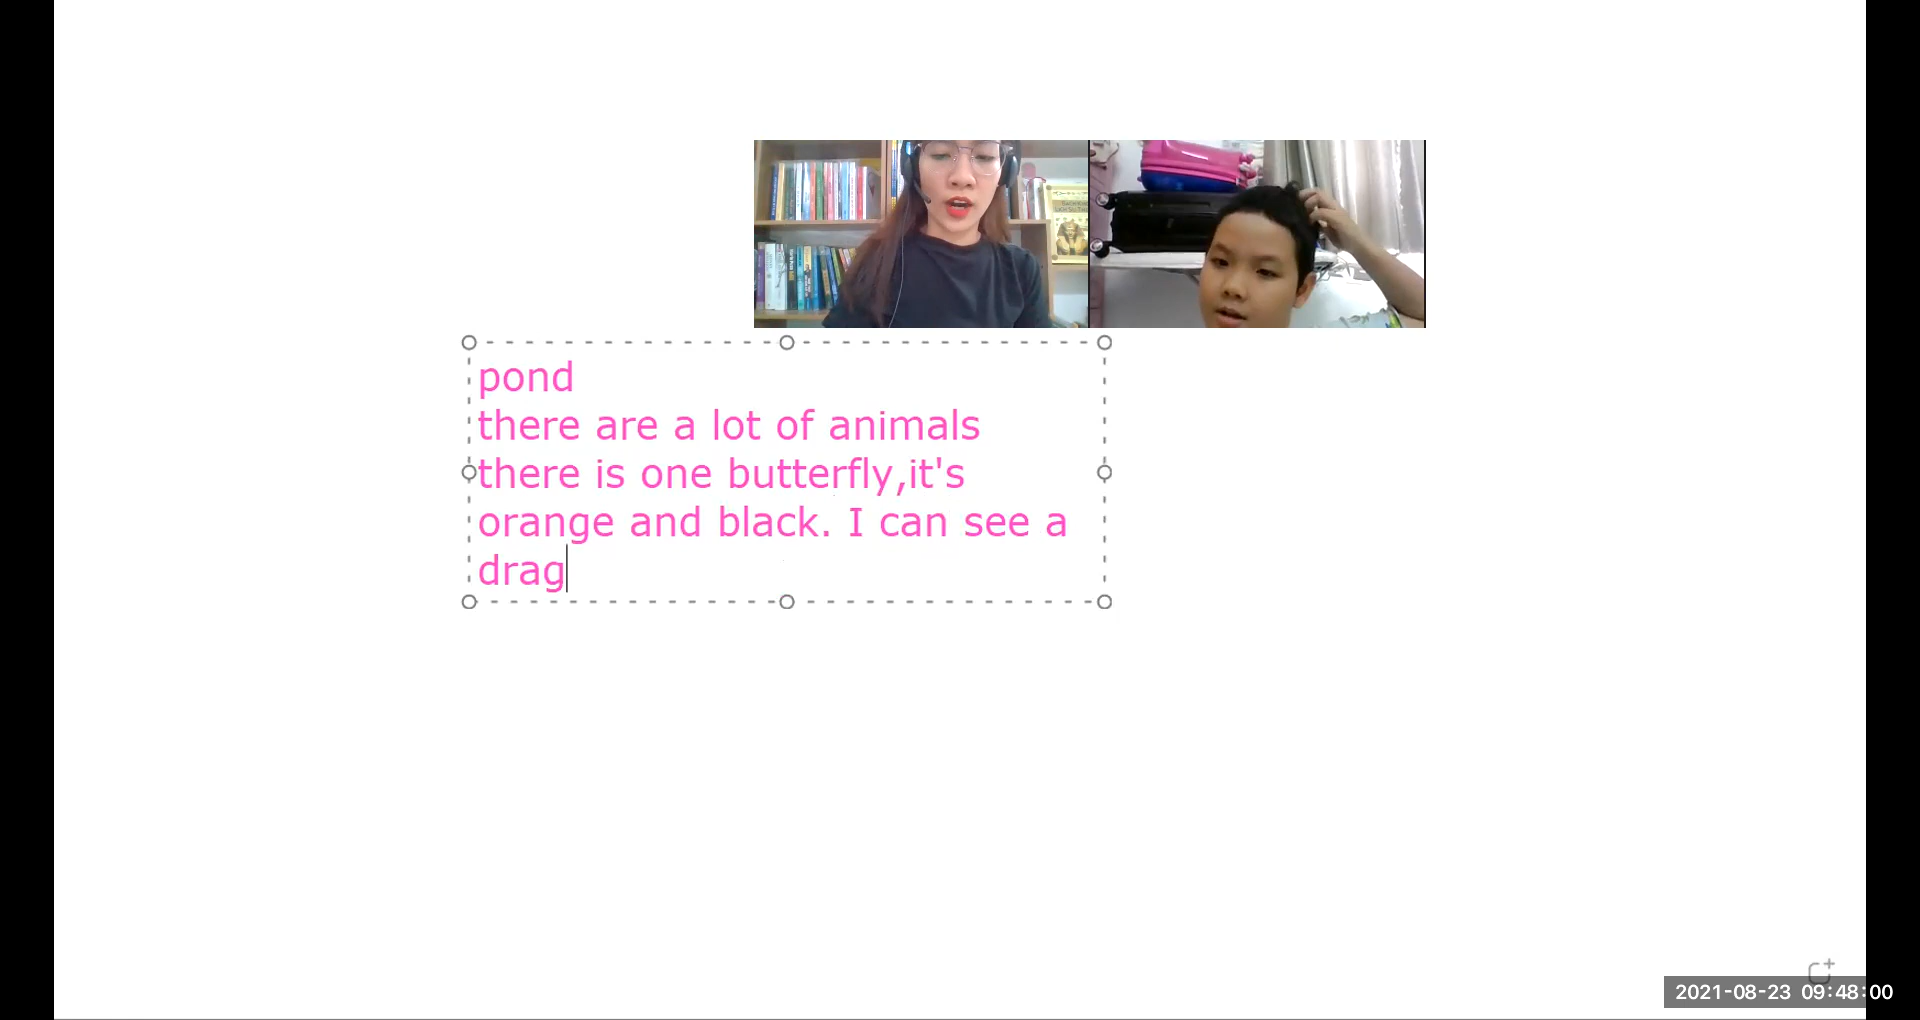 pond
there are a lot of animals
there is one butterfly,it's
orange and black. I can see a
drag
2021-08-23 09:48:00